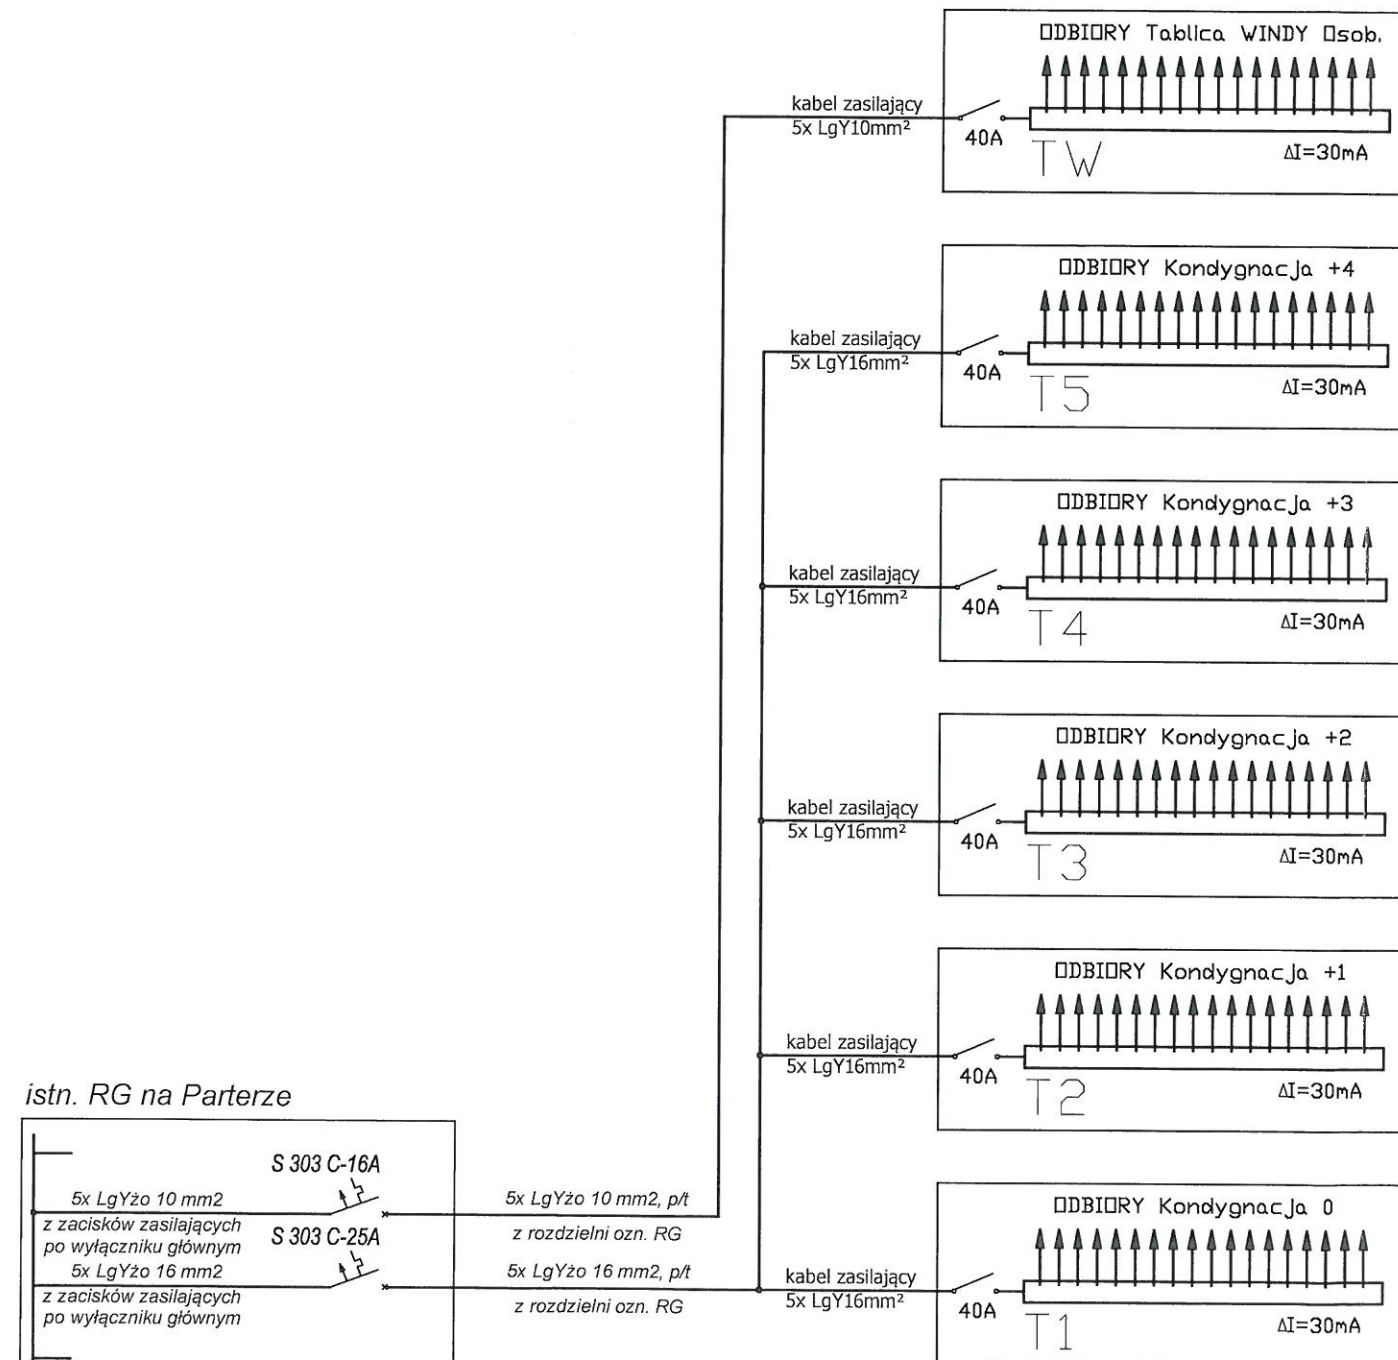 ODBIORY Tablica WINDY Osob.
kabel zasilający
5x LgY10mm²
40A
TW
ΔI=30mA
ODBIORY Kondygnacja +4
kabel zasilający
5x LgY16mm²
40A
T5
ΔI=30mA
ODBIORY Kondygnacja +3
kabel zasilający
5x LgY16mm²
40A
T4
ΔI=30mA
ODBIORY Kondygnacja +2
kabel zasilający
5x LgY16mm²
40A
T3
ΔI=30mA
ODBIORY Kondygnacja +1
kabel zasilający
5x LgY16mm²
40A
T2
ΔI=30mA
istn. RG na Parterze
S 303 C-16A
5x LgYżo 10 mm2
z zacisków zasilających
po wyłączniku głównym
5x LgYżo 10 mm2, p/t
z rozdzielni ozn. RG
S 303 C-25A
5x LgYżo 16 mm2
z zacisków zasilających
po wyłączniku głównym
5x LgYżo 16 mm2, p/t
z rozdzielni ozn. RG
ODBIORY Kondygnacja 0
kabel zasilający
5x LgY16mm²
40A
T1
ΔI=30mA